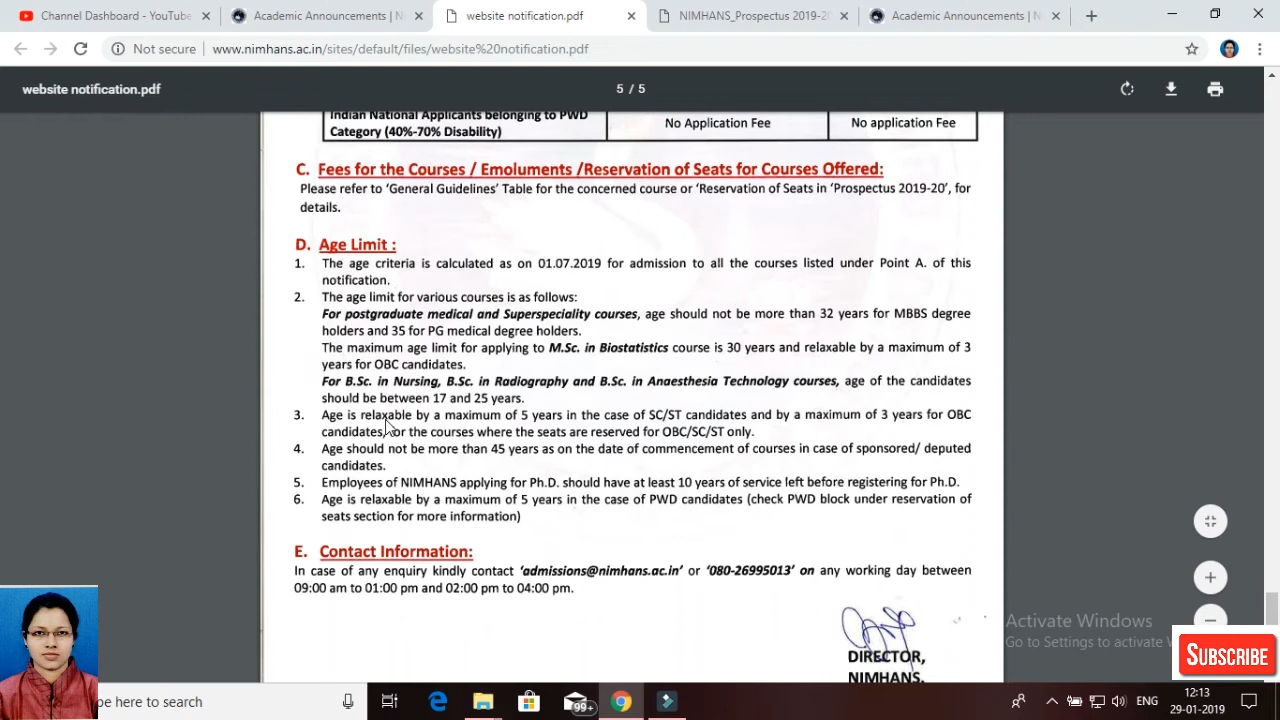 Channel Dashboard - YouTube
Academic Announcements | N
website notification.pdf
NIMHANS_Prospectus 2019-20
Academic Announcements | N
Not secure
www.nimhans.ac.in/sites/default/files/website%20notification.pdf
website notification.pdf
5 / 5
Indian National Applicants belonging to PWD
Category (40%-70% Disability)
No Application Fee
No application Fee
C. Fees for the Courses / Emoluments /Reservation of Seats for Courses Offered:
Please refer to 'General Guidelines' Table for the concerned course or 'Reservation of Seats in 'Prospectus 2019-20', for
details.
D. Age Limit :
1. The age criteria is calculated as on 01.07.2019 for admission to all the courses listed under Point A. of this
notification.
2. The age limit for various courses is as follows:
For postgraduate medical and Superspeciality courses, age should not be more than 32 years for MBBS degree
holders and 35 for PG medical degree holders.
The maximum age limit for applying to M.Sc. in Biostatistics course is 30 years and relaxable by a maximum of 3
years for OBC candidates.
For B.Sc. in Nursing, B.Sc. in Radiography and B.Sc. in Anaesthesia Technology courses, age of the candidates
should be between 17 and 25 years.
3. Age is relaxable by a maximum of 5 years in the case of SC/ST candidates and by a maximum of 3 years for OBC
candidates, for the courses where the seats are reserved for OBC/SC/ST only.
4. Age should not be more than 45 years as on the date of commencement of courses in case of sponsored/ deputed
candidates.
5. Employees of NIMHANS applying for Ph.D. should have at least 10 years of service left before registering for Ph.D.
6. Age is relaxable by a maximum of 5 years in the case of PWD candidates (check PWD block under reservation of
seats section for more information)
E. Contact Information:
In case of any enquiry kindly contact 'admissions@nimhans.ac.in' or '080-26995013' on any working day between
09:00 am to 01:00 pm and 02:00 pm to 04:00 pm.
DIRECTOR,
NIMHANS.
Activate Windows
Go to Settings to activate
SUBSCRIBE
pe here to search
99+
ENG
12:13
29-01-2019